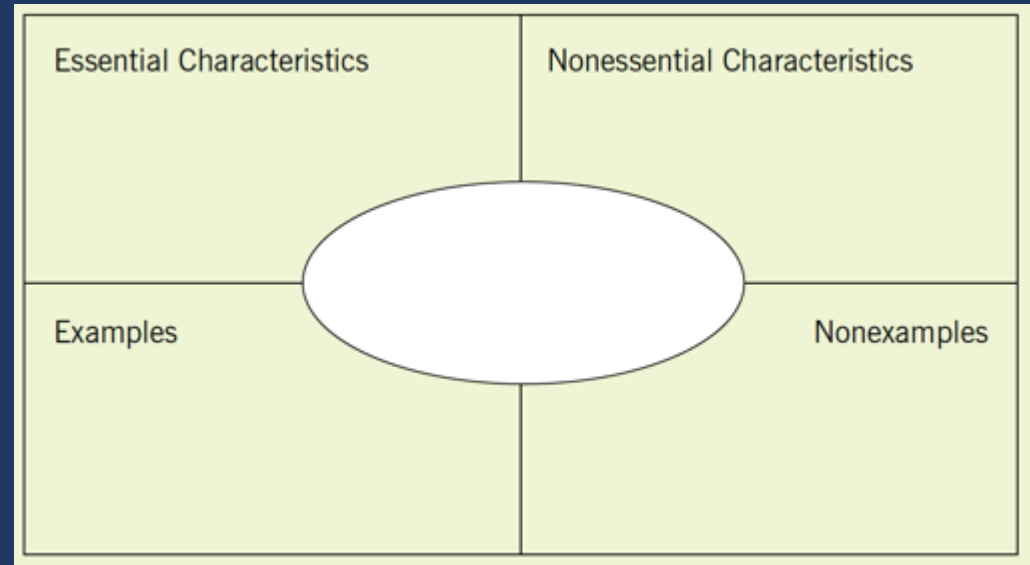 Essential Characteristics
Nonessential Characteristics
Examples
Nonexamples